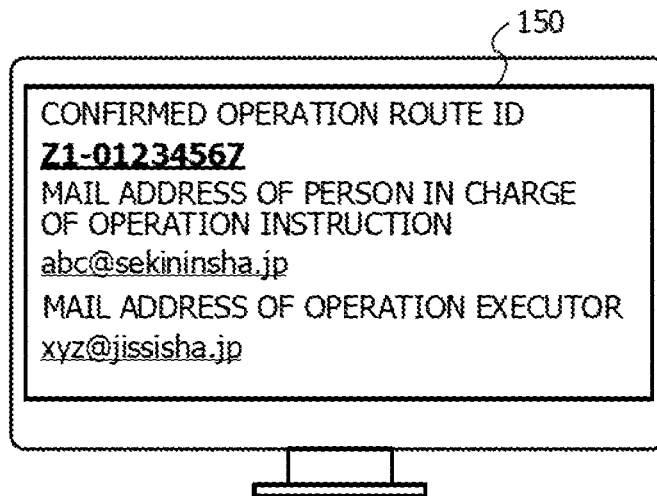 150
CONFIRMED OPERATION ROUTE ID
Z1-01234567
MAIL ADDRESS OF PERSON IN CHARGE
OF OPERATION INSTRUCTION
abc@sekininsha.jp
MAIL ADDRESS OF OPERATION EXECUTOR
xyz@jissisha.jp